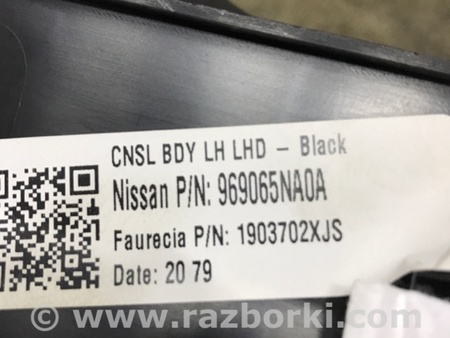 CNSL BDY LH LHD – Black
Nissan P/N: 969065NA0A
Faurecia P/N: 1903702XJS
Date: 20 79
© www.razborki.com